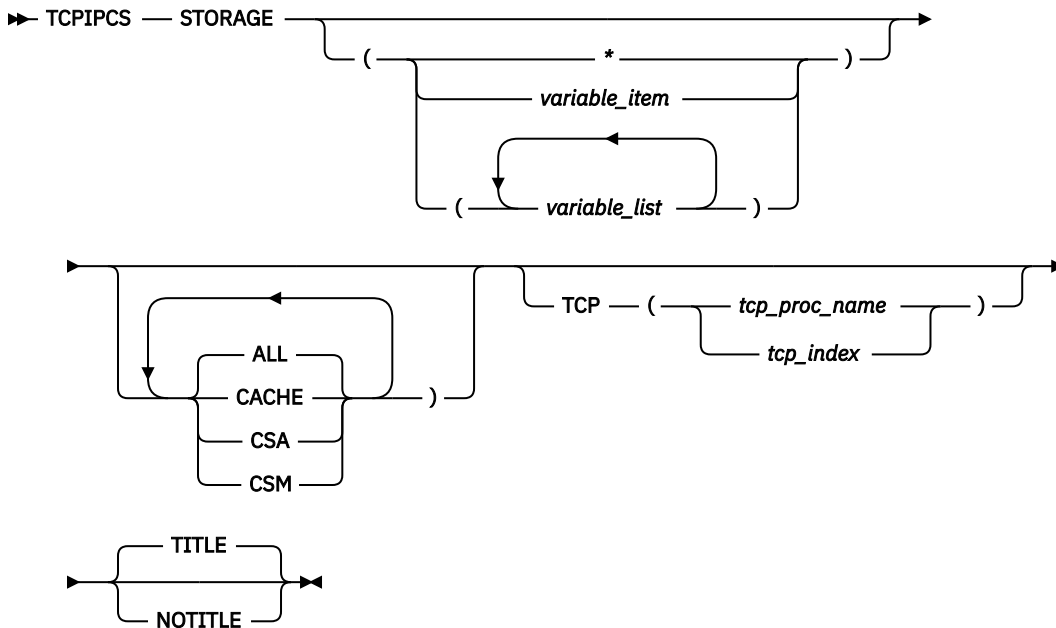 TCPIPCS STORAGE
( * )
variable_item
( variable_list )
TCP ( tcp_proc_name )
tcp_index
ALL
CACHE )
CSA
CSM
TITLE
NOTITLE